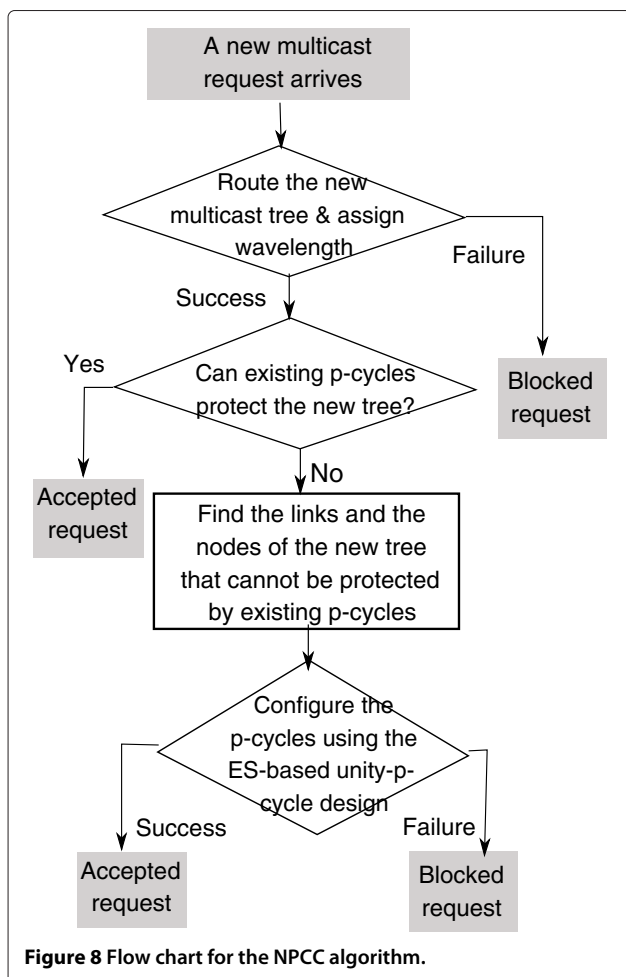 A new multicast
request arrives
Route the new
multicast tree & assign
wavelength
Failure
Success
Yes
Can existing p-cycles
protect the new tree?
Blocked
request
No
Accepted
request
Find the links and the
nodes of the new tree
that cannot be protected
by existing p-cycles
Configure the
p-cycles using the
ES-based unity-p-
cycle design
Success
Failure
Accepted
request
Blocked
request
Figure 8 Flow chart for the NPCC algorithm.